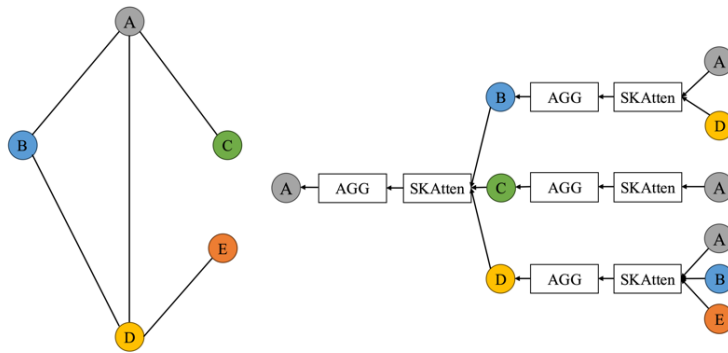 A
B
C
E
D
A
B AGG SKAtten
D
A AGG SKAtten C AGG SKAtten A
A
D AGG SKAtten B
E